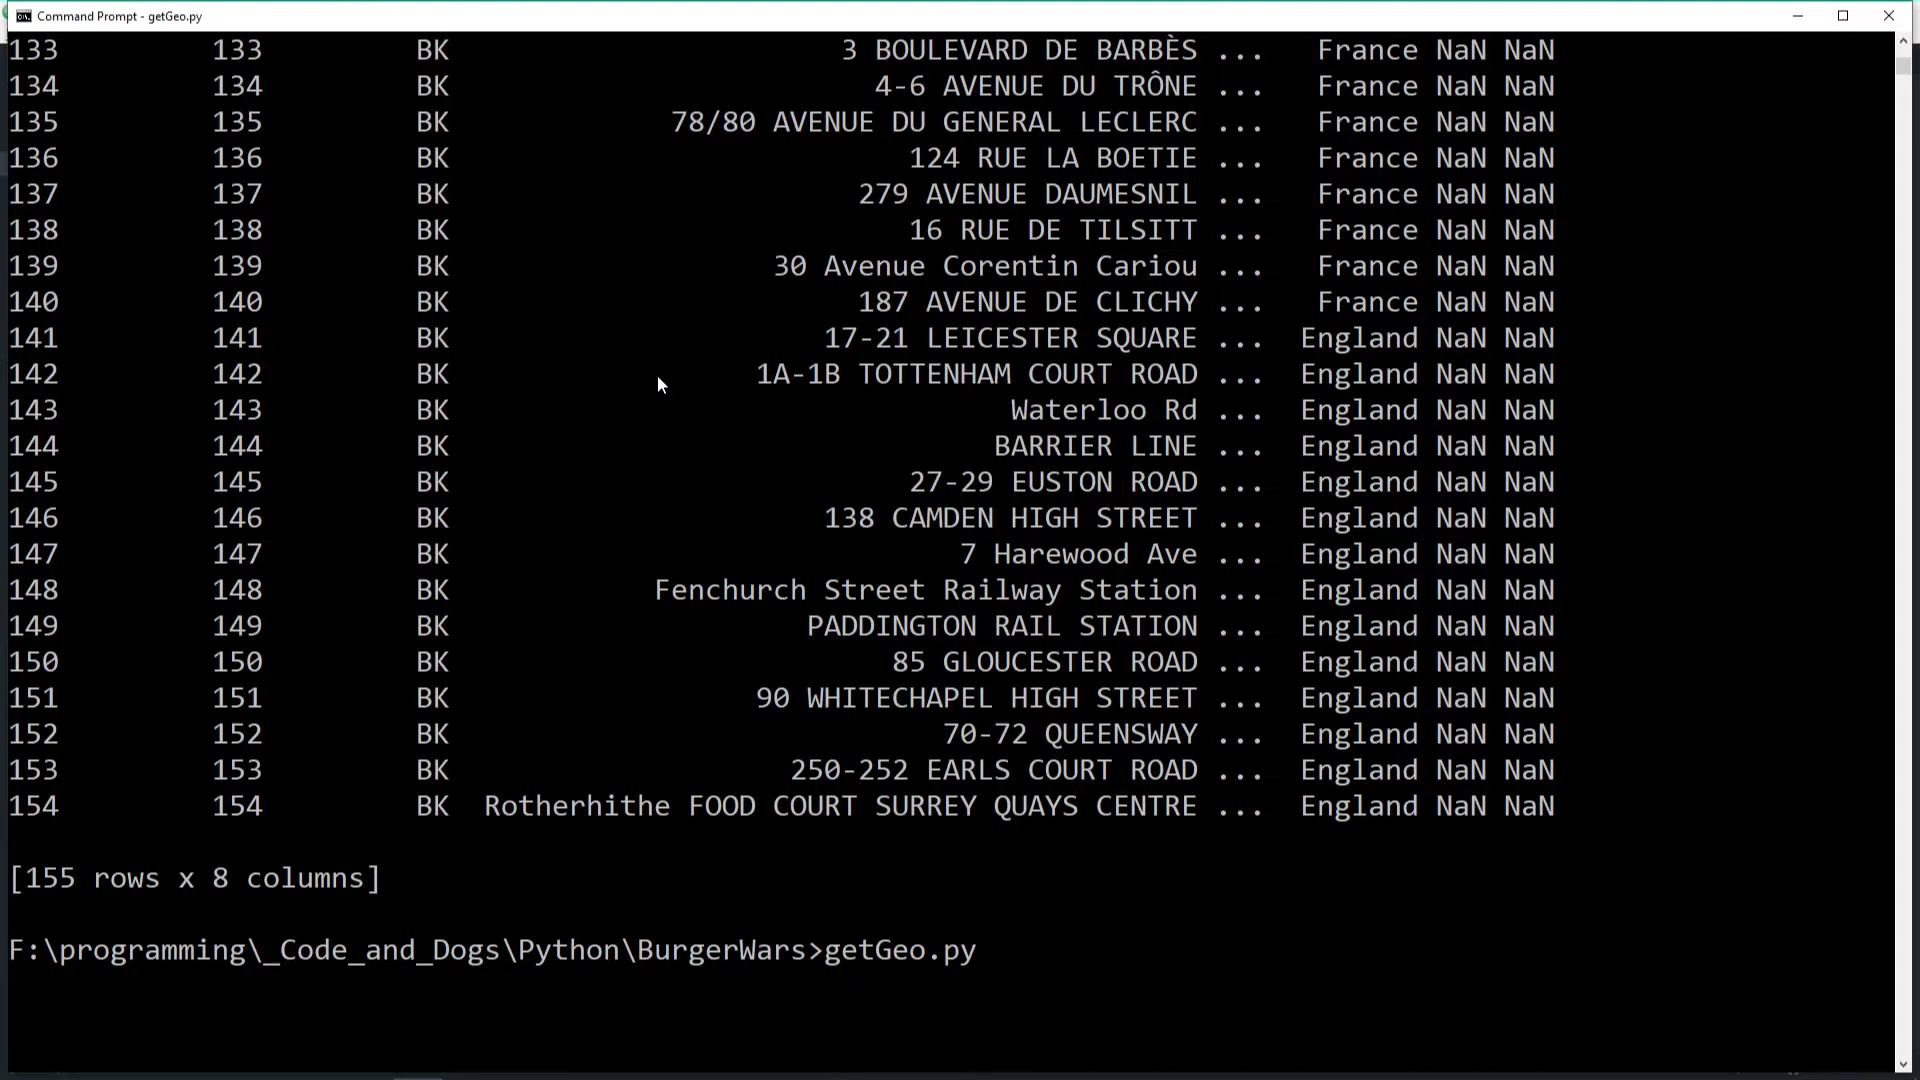 Command Prompt - getGeo.py
133 133 BK 3 BOULEVARD DE BARBÈS ... France NaN NaN
134 134 BK 4-6 AVENUE DU TRÔNE ... France NaN NaN
135 135 BK 78/80 AVENUE DU GENERAL LECLERC ... France NaN NaN
136 136 BK 124 RUE LA BOETIE ... France NaN NaN
137 137 BK 279 AVENUE DAUMESNIL ... France NaN NaN
138 138 BK 16 RUE DE TILSITT ... France NaN NaN
139 139 BK 30 Avenue Corentin Cariou ... France NaN NaN
140 140 BK 187 AVENUE DE CLICHY ... France NaN NaN
141 141 BK 17-21 LEICESTER SQUARE ... England NaN NaN
142 142 BK 1A-1B TOTTENHAM COURT ROAD ... England NaN NaN
143 143 BK Waterloo Rd ... England NaN NaN
144 144 BK BARRIER LINE ... England NaN NaN
145 145 BK 27-29 EUSTON ROAD ... England NaN NaN
146 146 BK 138 CAMDEN HIGH STREET ... England NaN NaN
147 147 BK 7 Harewood Ave ... England NaN NaN
148 148 BK Fenchurch Street Railway Station ... England NaN NaN
149 149 BK PADDINGTON RAIL STATION ... England NaN NaN
150 150 BK 85 GLOUCESTER ROAD ... England NaN NaN
151 151 BK 90 WHITECHAPEL HIGH STREET ... England NaN NaN
152 152 BK 70-72 QUEENSWAY ... England NaN NaN
153 153 BK 250-252 EARLS COURT ROAD ... England NaN NaN
154 154 BK Rotherhithe FOOD COURT SURREY QUAYS CENTRE ... England NaN NaN
[155 rows x 8 columns]
F:\programming\_Code_and_Dogs\Python\BurgerWars>getGeo.py